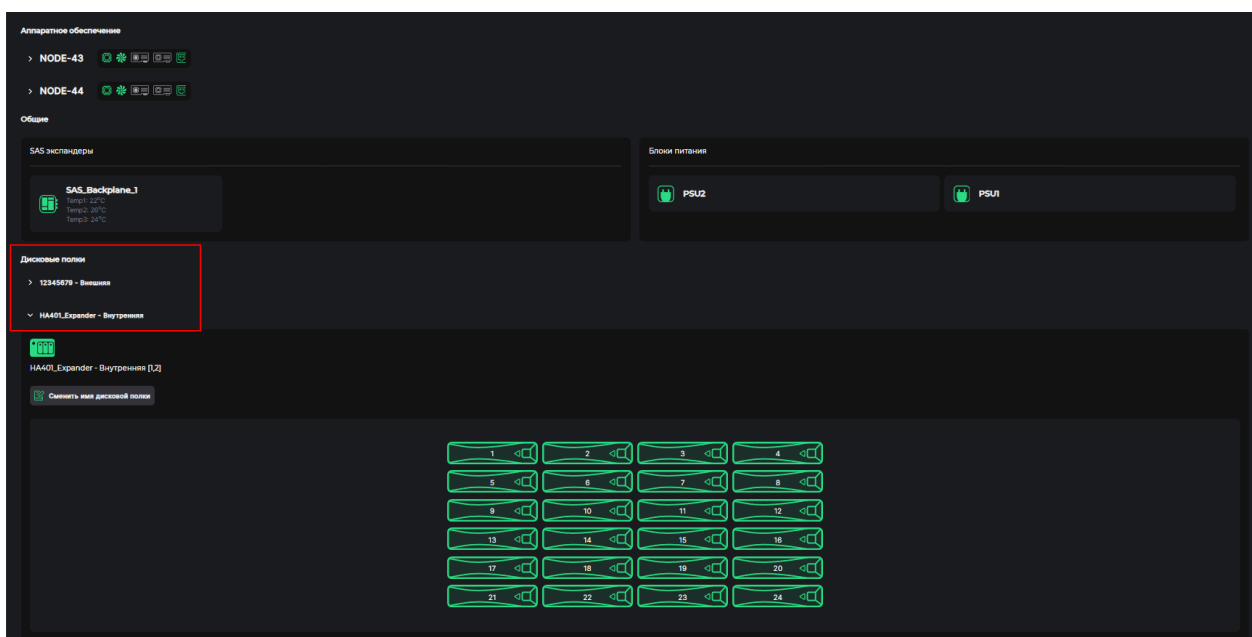 Аппаратное обеспечение
NODE-43
NODE-44
Общие
SAS экспандеры
Блоки питания
SAS_Backplane_1
Temp1: 22°C
Temp2: 20°C
Temp3: 24°C
PSU2
PSU1
Дисковые полки
12345679 - Внешняя
HA401_Expander - Внутренняя
HA401_Expander - Внутренняя [1,2]
Сменить имя дисковой полки
1 2 3 4
5 6 7 8
9 10 11 12
13 14 15 16
17 18 19 20
21 22 23 24